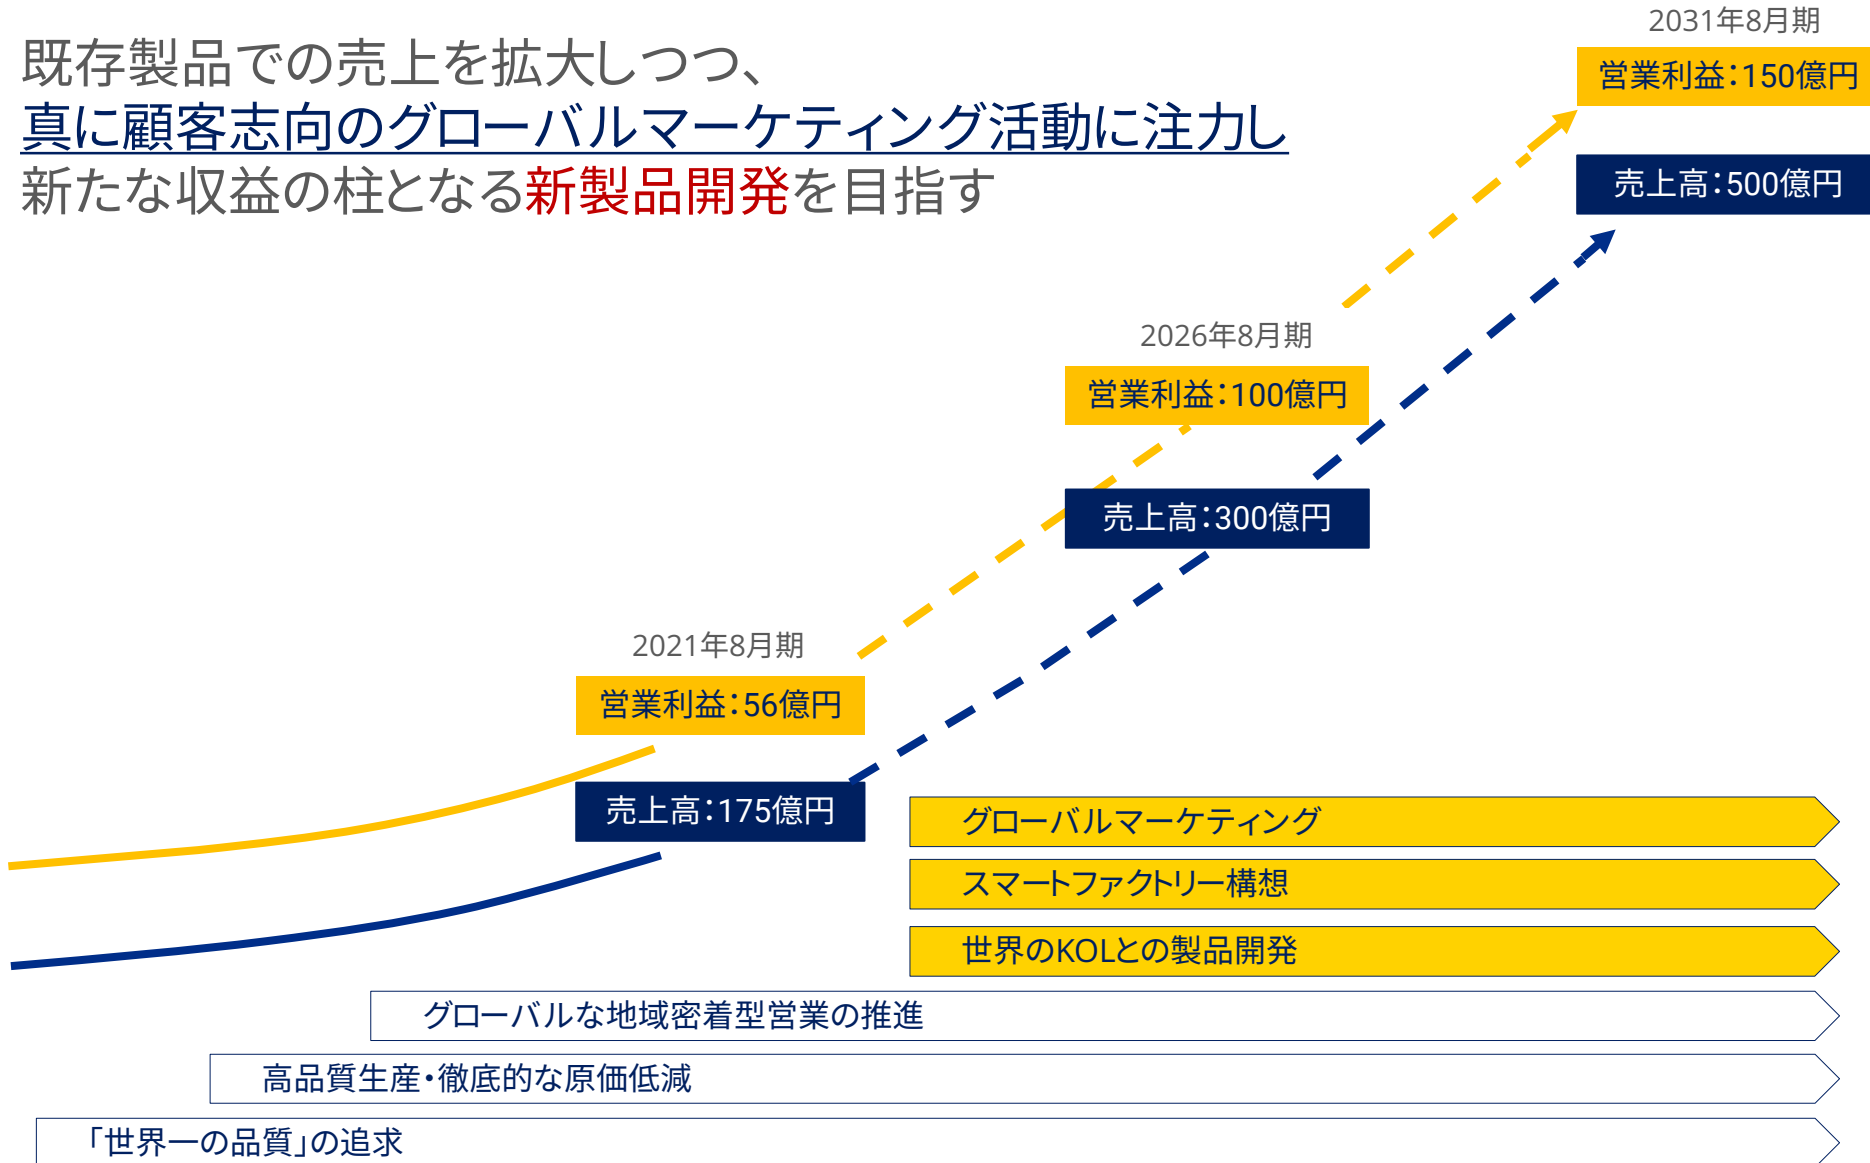 既存製品での売上を拡大しつつ、
真に顧客志向のグローバルマーケティング活動に注力し
新たな収益の柱となる新製品開発を目指す
2031年8月期
営業利益：150億円
売上高：500億円
2026年8月期
営業利益：100億円
売上高：300億円
2021年8月期
営業利益：56億円
売上高：175億円
グローバルマーケティング
スマートファクトリー構想
世界のKOLとの製品開発
グローバルな地域密着型営業の推進
高品質生産・徹底的な原価低減
「世界一の品質」の追求